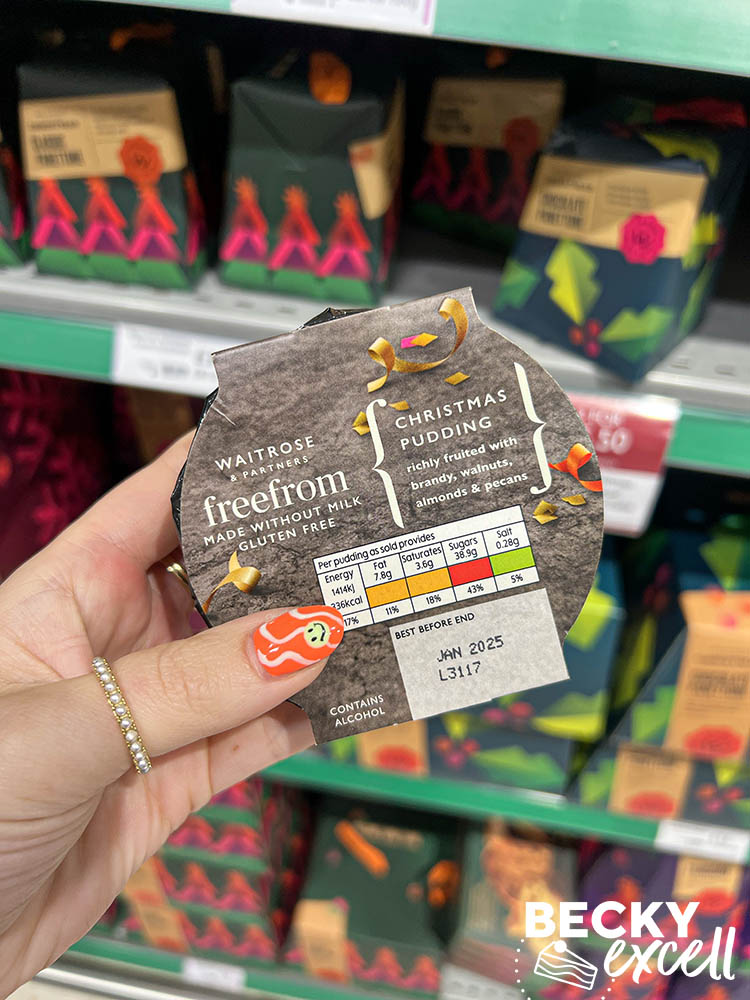 WAITROSE
& PARTNERS
freefrom
MADE WITHOUT MILK
GLUTEN FREE
CHRISTMAS
PUDDING
richly fruited with
brandy, walnuts,
almonds & pecans
Per pudding as sold provides
Energy Fat Saturates Sugars Salt
1414kJ 7.8g 3.6g 38.9g 0.28g
336kcal
17% 11% 18% 43% 5%
BEST BEFORE END
JAN 2025
L3117
CONTAINS
ALCOHOL
.50
BECKY
excell